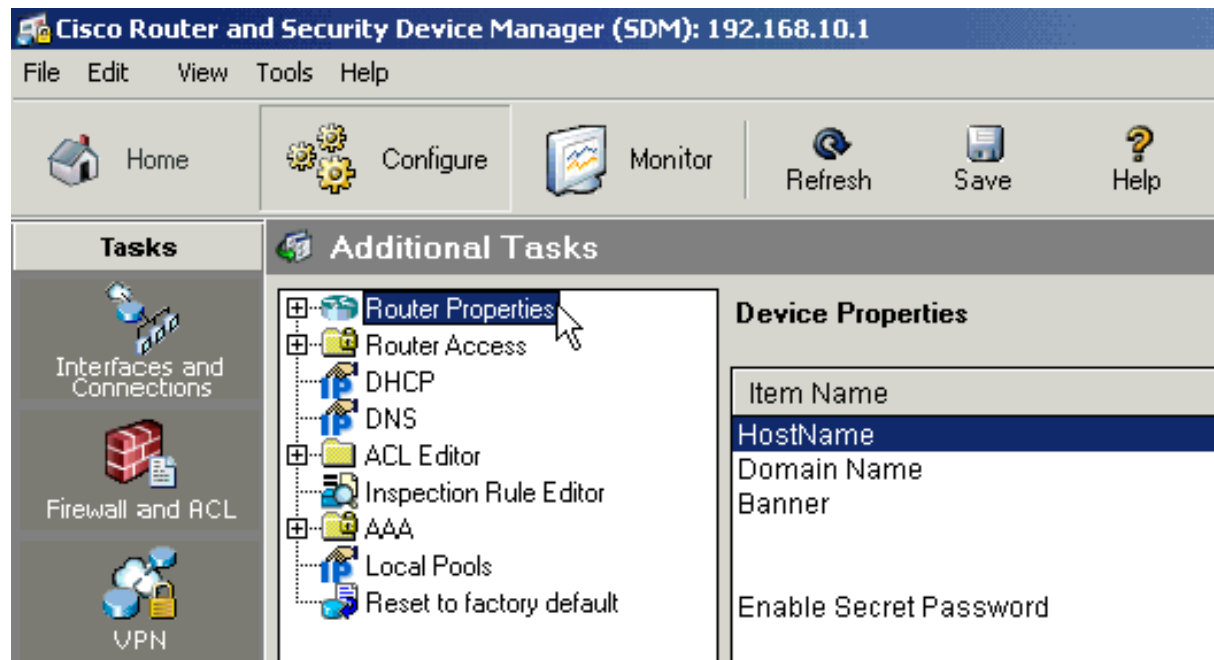 Cisco Router and Security Device Manager (SDM): 192.168.10.1
File Edit View Tools Help
Home Configure Monitor Refresh Save Help
Tasks
Additional Tasks
Interfaces and
Connections
Firewall and ACL
VPN
Router Properties
Router Access
DHCP
DNS
ACL Editor
Inspection Rule Editor
AAA
Local Pools
Reset to factory default
Device Properties
Item Name
HostName
Domain Name
Banner
Enable Secret Password